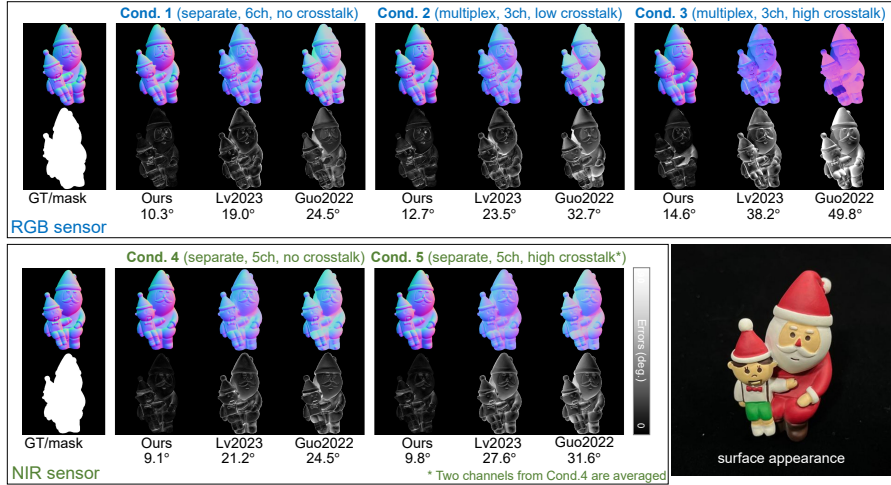 Cond. 1 (separate, 6ch, no crosstalk)
Cond. 2 (multiplex, 3ch, low crosstalk)
Cond. 3 (multiplex, 3ch, high crosstalk)
GT/mask
Ours
10.3°
Lv2023
19.0°
Guo2022
24.5°
Ours
12.7°
Lv2023
23.5°
Guo2022
32.7°
Ours
14.6°
Lv2023
38.2°
Guo2022
49.8°
RGB sensor
Cond. 4 (separate, 5ch, no crosstalk)
Cond. 5 (separate, 5ch, high crosstalk*)
GT/mask
Ours
9.1°
Lv2023
21.2°
Guo2022
24.5°
Ours
9.8°
Lv2023
27.6°
Guo2022
31.6°
Errors (deg.)
0
NIR sensor
* Two channels from Cond.4 are averaged
surface appearance